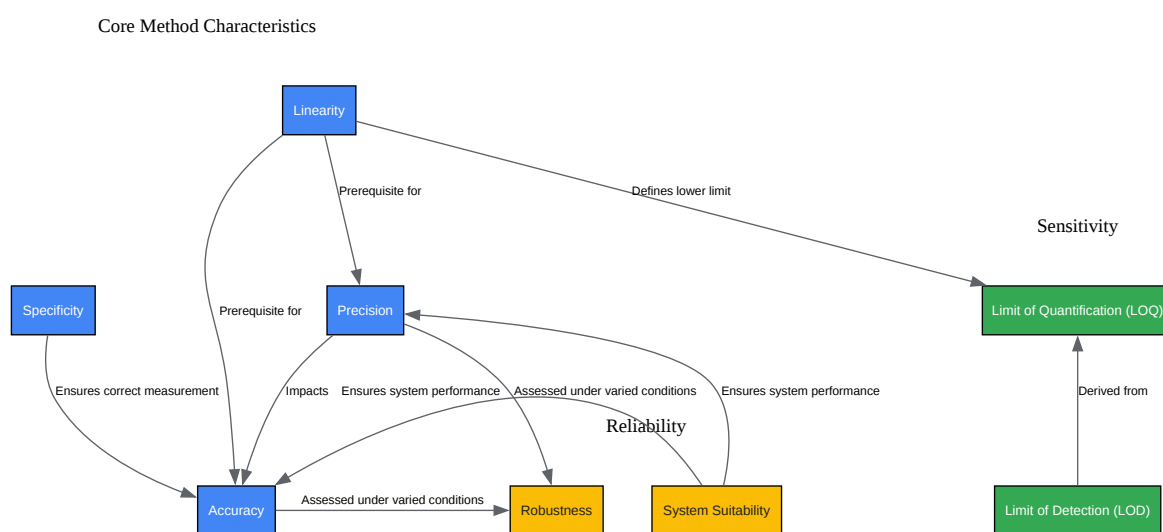 Core Method Characteristics
Linearity
Prerequisite for
Defines lower limit
Sensitivity
Specificity
Precision
Limit of Quantification (LOQ)
Prerequisite for
Ensures correct measurement
Impacts
Ensures system performance
Assessed under varied conditions
Ensures system performance
Derived from
Reliability
Accuracy
Assessed under varied conditions
Robustness
System Suitability
Limit of Detection (LOD)